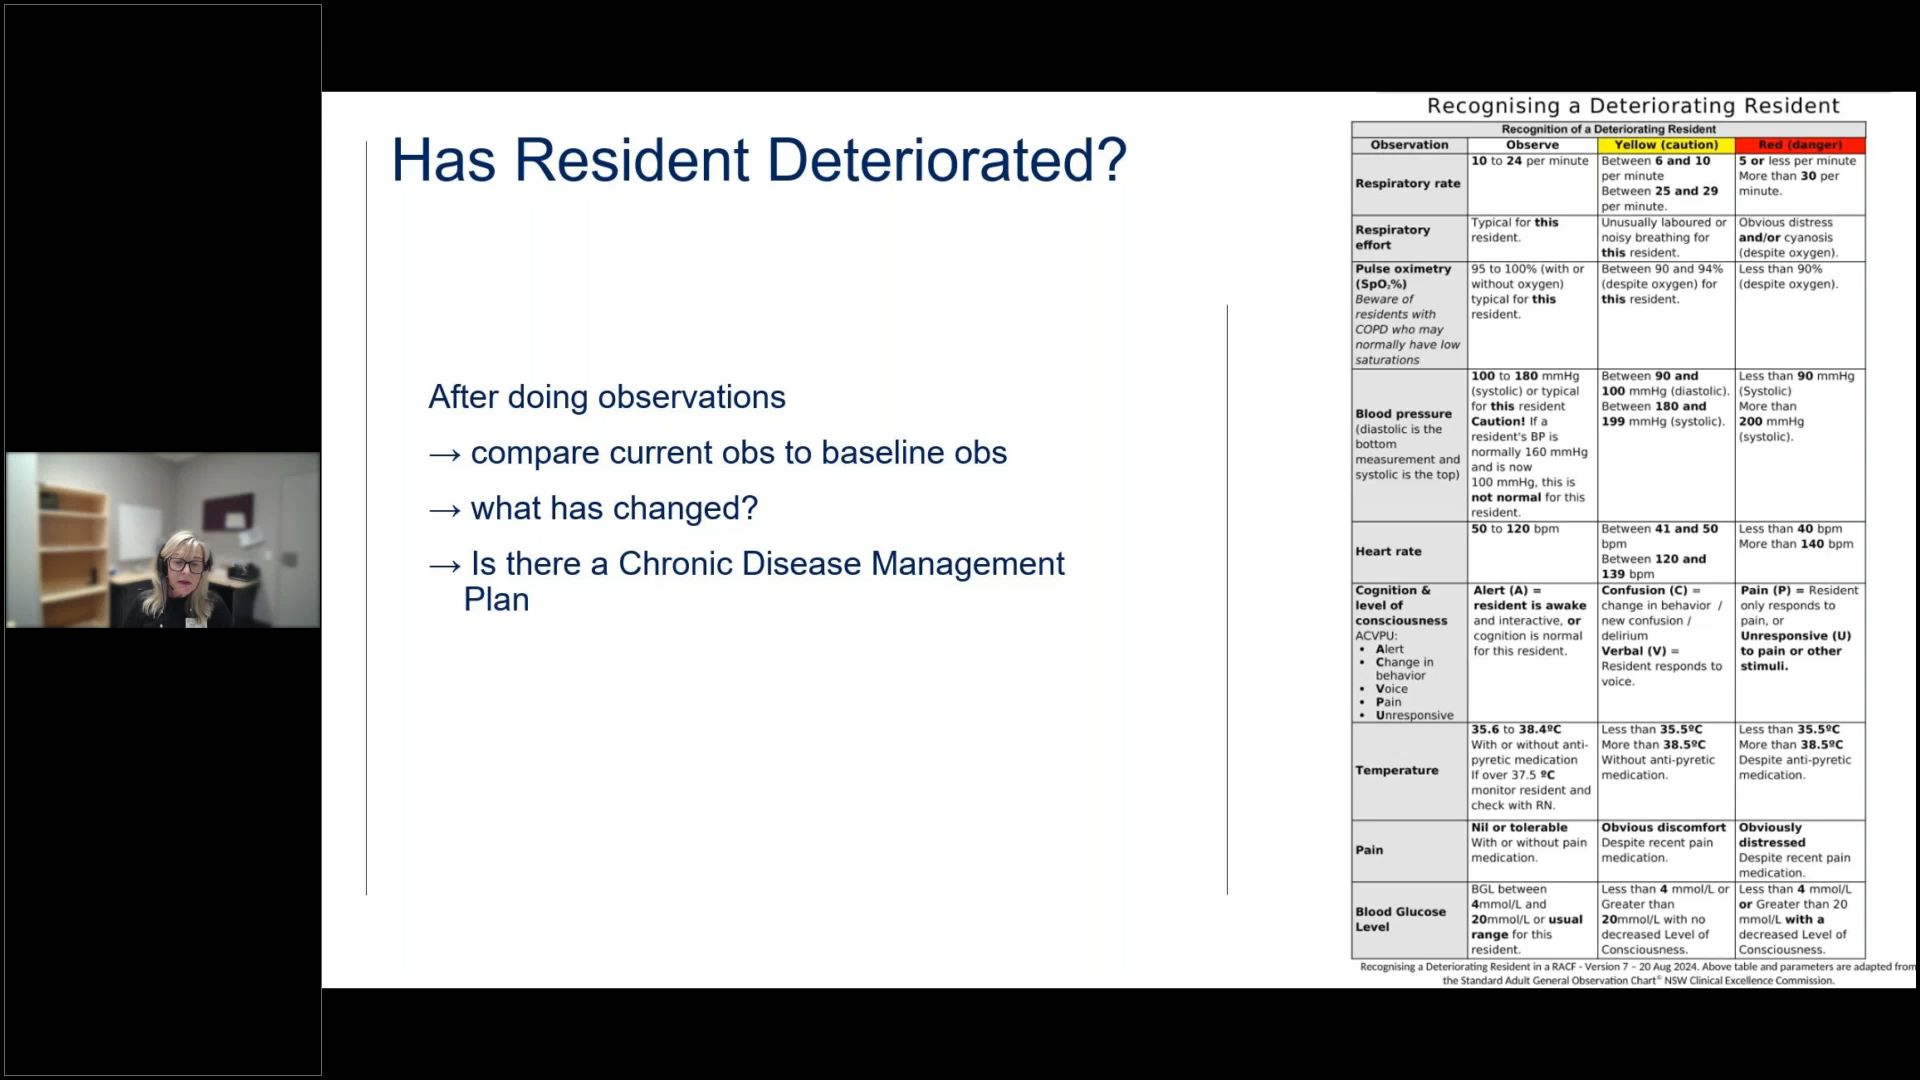 Has Resident Deteriorated?
After doing observations
→ compare current obs to baseline obs
→ what has changed?
→ Is there a Chronic Disease Management
Plan
Recognising a Deteriorating Resident
Recognition of a Deteriorating Resident
Observation Observe Yellow (caution) Red (danger)
Respiratory rate
10 to 24 per minute
Between 6 and 10
per minute
Between 25 and 29
per minute.
5 or less per minute
More than 30 per
minute.
Respiratory
effort
Typical for this
resident.
Unusually laboured or
noisy breathing for
this resident.
Obvious distress
and/or cyanosis
(despite oxygen).
Pulse oximetry
(SpO₂%)
Beware of
residents with
COPD who may
normally have low
saturations
95 to 100% (with or
without oxygen)
typical for this
resident.
Between 90 and 94%
(despite oxygen) for
this resident.
Less than 90%
(despite oxygen).
Blood pressure
(diastolic is the
bottom
measurement and
systolic is the top)
100 to 180 mmHg
(systolic) or typical
for this resident
Caution! If a
resident's BP is
normally 160 mmHg
and is now
100 mmHg, this is
not normal for this
resident.
Between 90 and
100 mmHg (diastolic).
Between 180 and
199 mmHg (systolic).
Less than 90 mmHg
(Systolic)
More than
200 mmHg
(systolic).
Heart rate
50 to 120 bpm
Between 41 and 50
bpm
Between 120 and
139 bpm
Less than 40 bpm
More than 140 bpm
Cognition &
level of
consciousness
ACVPU:
• Alert
• Change in
behavior
• Voice
• Pain
• Unresponsive
Alert (A) =
resident is awake
and interactive, or
cognition is normal
for this resident.
Confusion (C) =
change in behavior /
new confusion /
delirium
Verbal (V) =
Resident responds to
voice.
Pain (P) = Resident
only responds to
pain, or
Unresponsive (U)
to pain or other
stimuli.
Temperature
35.6 to 38.4ºC
With or without anti-
pyretic medication
If over 37.5 ºC
monitor resident and
check with RN.
Less than 35.5ºC
More than 38.5ºC
Without anti-pyretic
medication.
Less than 35.5ºC
More than 38.5ºC
Despite anti-pyretic
medication.
Pain
Nil or tolerable
With or without pain
medication.
Obvious discomfort
Despite recent pain
medication.
Obviously
distressed
Despite recent pain
medication.
Blood Glucose
Level
BGL between
4mmol/L and
20mmol/L or usual
range for this
resident.
Less than 4 mmol/L or
Greater than
20mmol/L with no
decreased Level of
Consciousness.
Less than 4 mmol/L
or Greater than 20
mmol/L with a
decreased Level of
Consciousness.
Recognising a Deteriorating Resident in a RACF - Version 7 – 20 Aug 2024. Above table and parameters are adapted from
the Standard Adult General Observation Chart© NSW Clinical Excellence Commission.